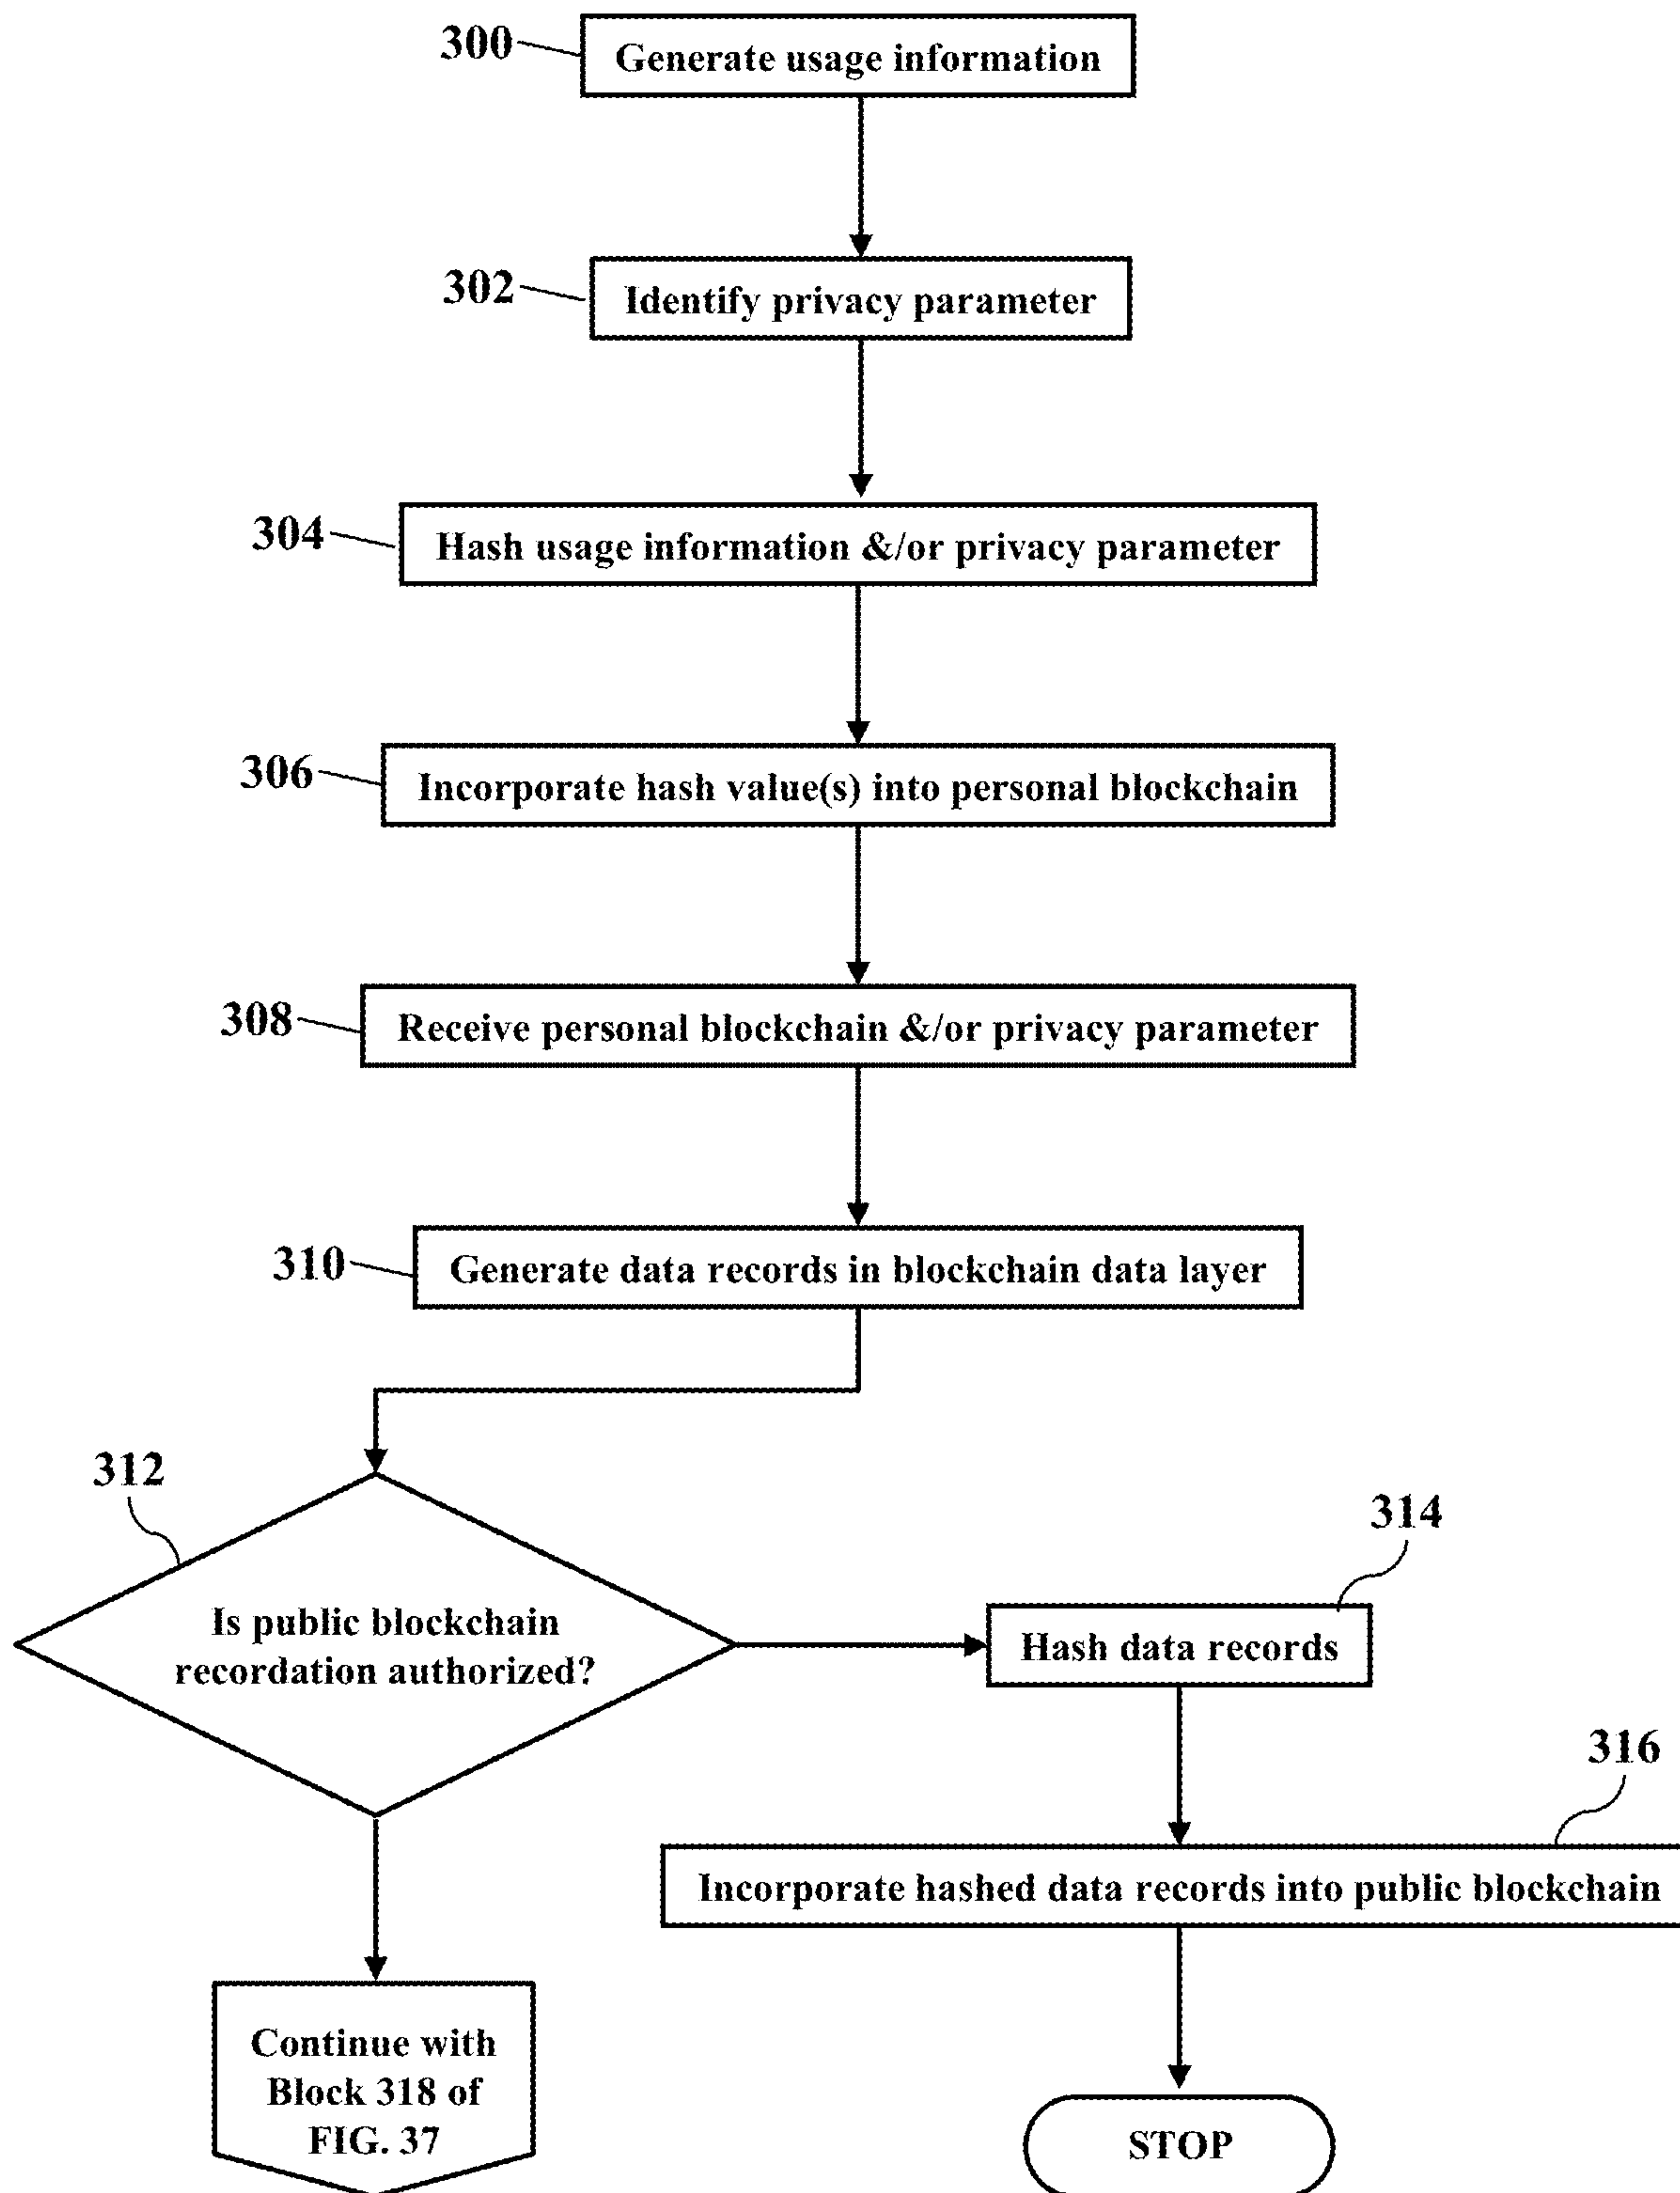 300
Generate usage information
302
Identify privacy parameter
304
Hash usage information &/or privacy parameter
306
Incorporate hash value(s) into personal blockchain
308
Receive personal blockchain &/or privacy parameter
310
Generate data records in blockchain data layer
312
Is public blockchain
recordation authorized?
314
Hash data records
316
Incorporate hashed data records into public blockchain
Continue with
Block 318 of
FIG. 37
STOP